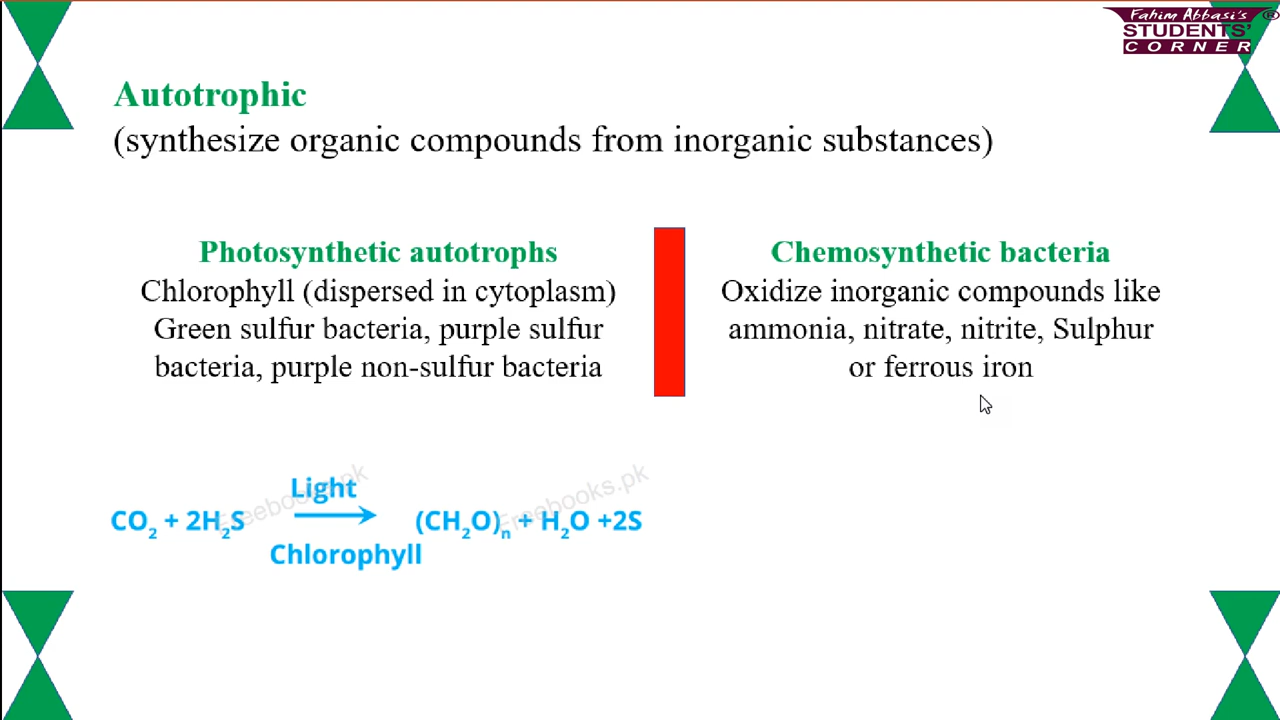 Fahim Abbasi's ®
STUDENTS'
CORNER
Autotrophic
(synthesize organic compounds from inorganic substances)
Photosynthetic autotrophs
Chlorophyll (dispersed in cytoplasm)
Green sulfur bacteria, purple sulfur
bacteria, purple non-sulfur bacteria
Chemosynthetic bacteria
Oxidize inorganic compounds like
ammonia, nitrate, nitrite, Sulphur
or ferrous iron
Light
CO₂ + 2H₂S → (CH₂O)ₙ + H₂O +2S
Chlorophyll
Freebooks.pk
Freebooks.pk